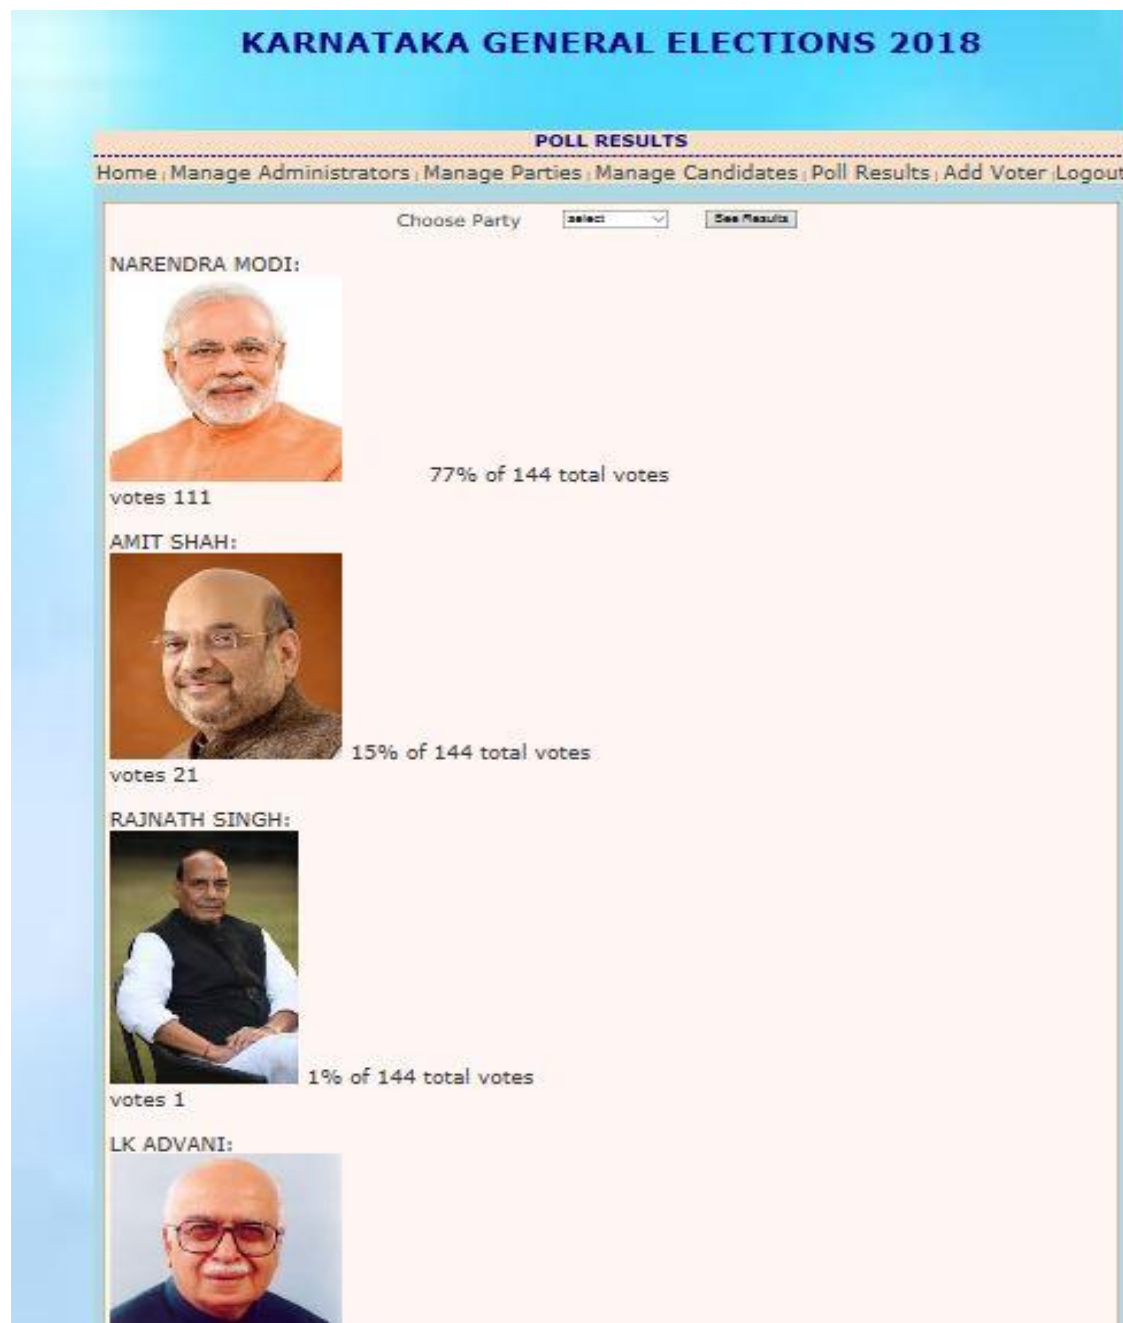 KARNATAKA GENERAL ELECTIONS 2018
POLL RESULTS
Home | Manage Administrators | Manage Parties | Manage Candidates | Poll Results | Add Voter | Logout
Choose Party select See Results
NARENDRA MODI:
77% of 144 total votes
votes 111
AMIT SHAH:
15% of 144 total votes
votes 21
RAJNATH SINGH:
1% of 144 total votes
votes 1
LK ADVANI: